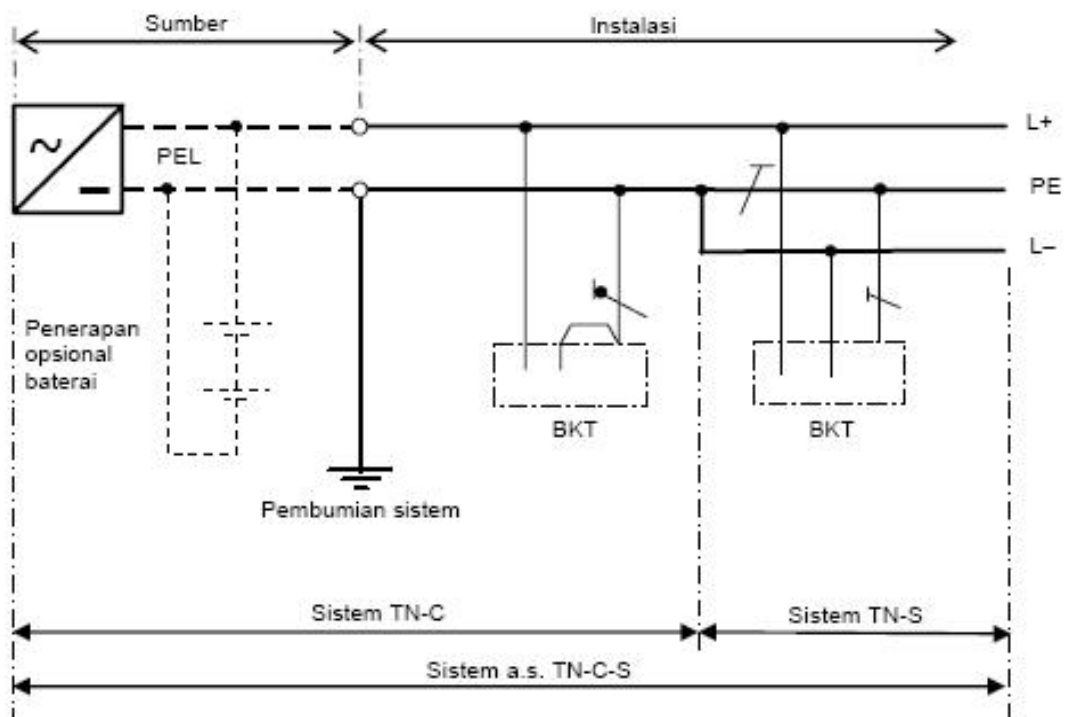 Sumber
Instalasi
L+
PEL
PE
L–
Penerapan
opsional
baterai
BKT
BKT
Pembumian sistem
Sistem TN-C
Sistem TN-S
Sistem a.s. TN-C-S